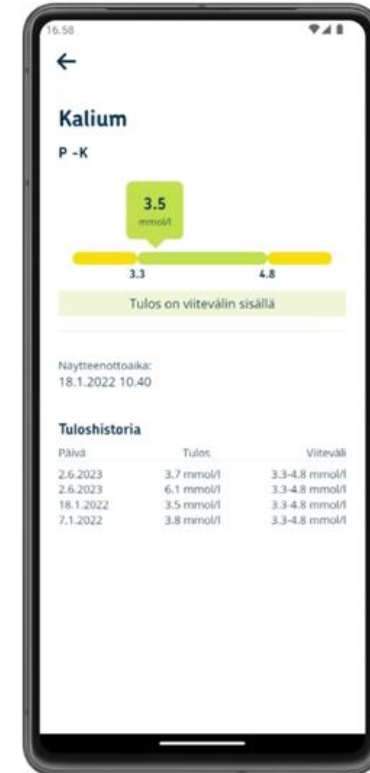 16.58
Kalium
P -K
3.5
mmol/l
3.3 4.8
Tulos on viitevälin sisällä
Näytteenottoaika:
18.1.2022 10.40
Tuloshistoria
Päivä Tulos Viiteväli
2.6.2023 3.7 mmol/l 3.3-4.8 mmol/l
2.6.2023 6.1 mmol/l 3.3-4.8 mmol/l
18.1.2022 3.5 mmol/l 3.3-4.8 mmol/l
7.1.2022 3.8 mmol/l 3.3-4.8 mmol/l